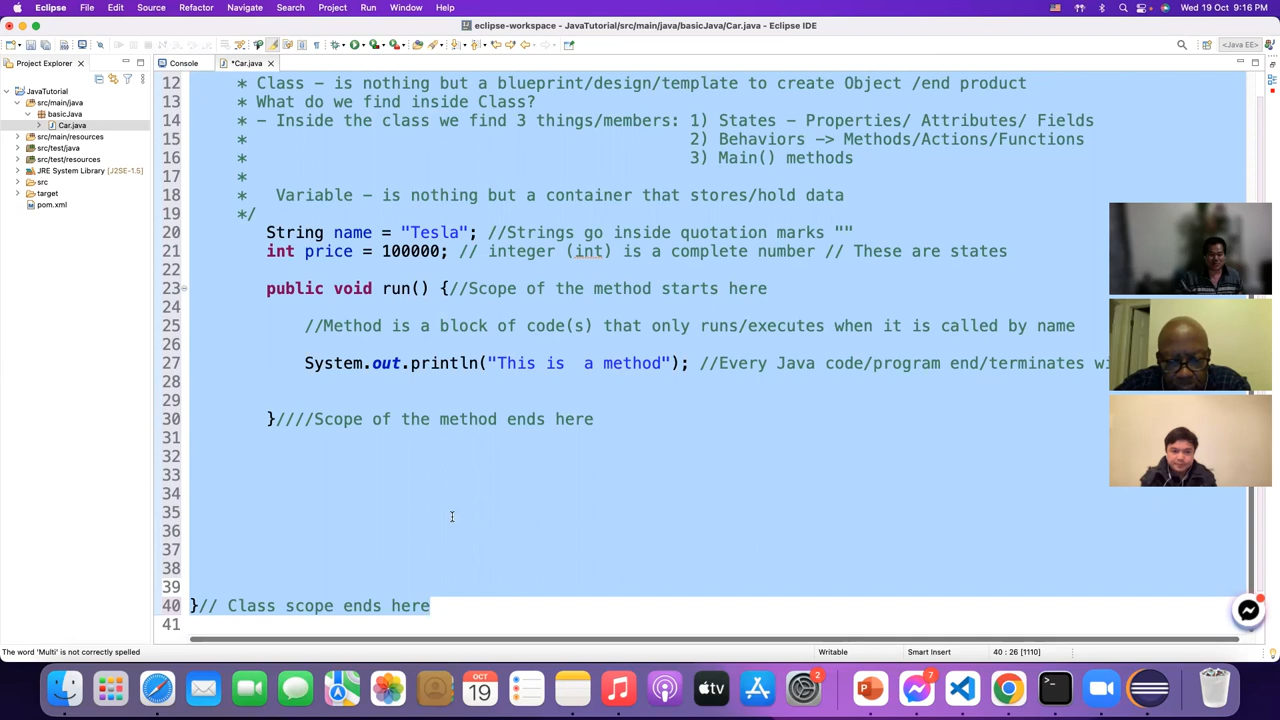 Eclipse File Edit Source Refactor Navigate Search Project Run Window Help Wed 19 Oct 9:16 PM
eclipse-workspace - JavaTutorial/src/main/java/basicJava/Car.java - Eclipse IDE
<Java EE>
Project Explorer
Console *Car.java
JavaTutorial
src/main/java
basicJava
Car.java
src/main/resources
src/test/java
src/test/resources
JRE System Library [J2SE-1.5]
src
target
pom.xml
12 * Class – is nothing but a blueprint/design/template to create Object /end product
13 * What do we find inside Class?
14 * – Inside the class we find 3 things/members: 1) States – Properties/ Attributes/ Fields
15 * 2) Behaviors –> Methods/Actions/Functions
16 * 3) Main() methods
17 *
18 * Variable – is nothing but a container that stores/hold data
19 */
20 String name = "Tesla"; //Strings go inside quotation marks ""
21 int price = 100000; // integer (int) is a complete number // These are states
22
23 public void run() {//Scope of the method starts here
24
25 //Method is a block of code(s) that only runs/executes when it is called by name
26
27 System.out.println("This is  a method"); //Every Java code/program end/terminates wi
28
29
30 }////Scope of the method ends here
31
32
33
34
35
36
37
38
39
40 }// Class scope ends here
41
The word 'Multi' is not correctly spelled Writable Smart Insert 40 : 26 [1110]
OCT
19
tv
2
7